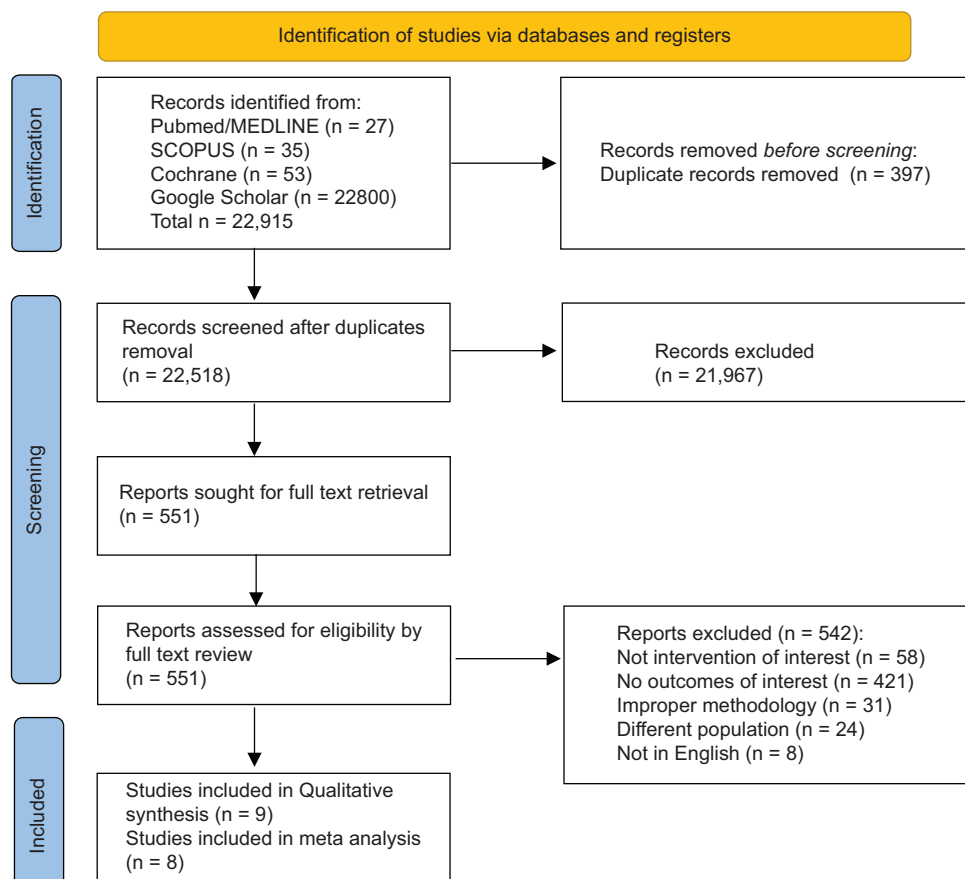 Identification of studies via databases and registers
Identification
Records identified from:
Pubmed/MEDLINE (n = 27)
SCOPUS (n = 35)
Cochrane (n = 53)
Google Scholar (n = 22800)
Total n = 22,915
Records removed before screening:
Duplicate records removed (n = 397)
Screening
Records screened after duplicates
removal
(n = 22,518)
Records excluded
(n = 21,967)
Reports sought for full text retrieval
(n = 551)
Reports assessed for eligibility by
full text review
(n = 551)
Reports excluded (n = 542):
Not intervention of interest (n = 58)
No outcomes of interest (n = 421)
Improper methodology (n = 31)
Different population (n = 24)
Not in English (n = 8)
Included
Studies included in Qualitative
synthesis (n = 9)
Studies included in meta analysis
(n = 8)